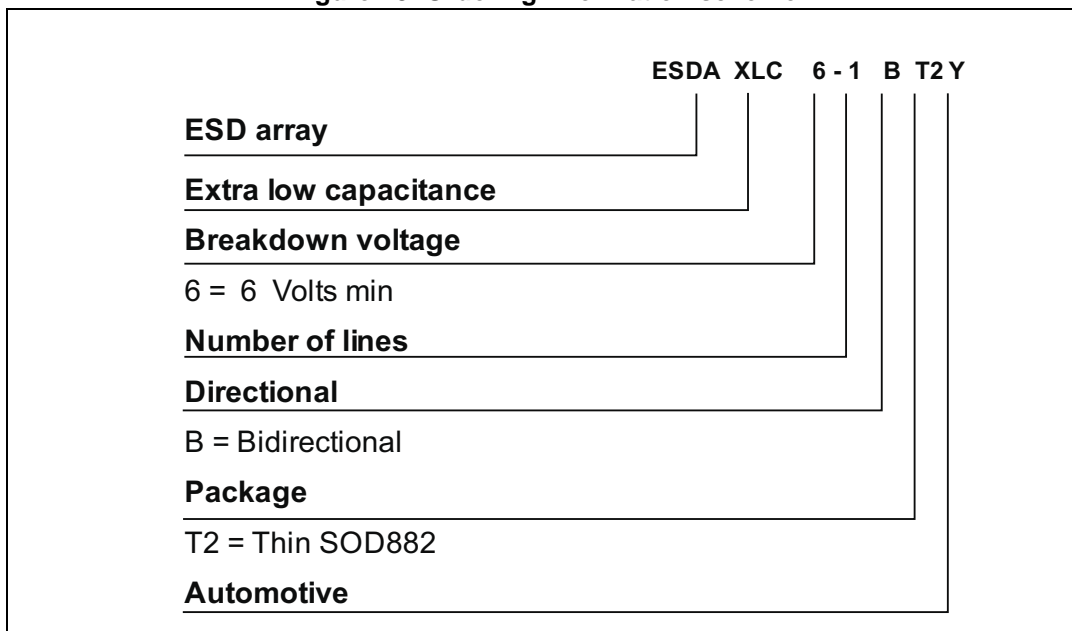 ESDA XLC 6 - 1 B T2 Y
ESD array
Extra low capacitance
Breakdown voltage
6 = 6 Volts min
Number of lines
Directional
B = Bidirectional
Package
T2 = Thin SOD882
Automotive